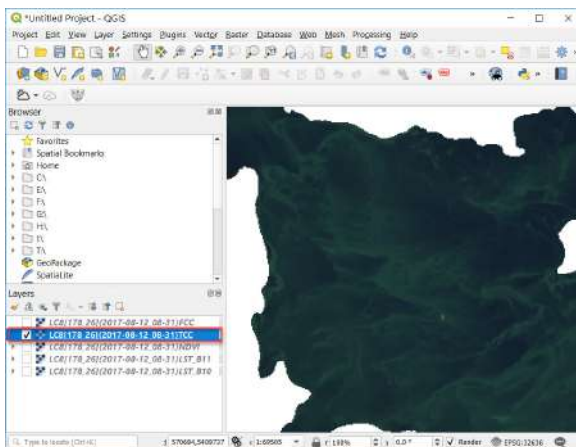 *Untitled Project - QGIS
Project Edit View Layer Settings Plugins Vector Raster Database Web Mesh Processing Help
Browser
Favorites
Spatial Bookmarks
Home
C:\
E:\
F:\
G:\
H:\
I:\
T:\
GeoPackage
SpatiaLite
Layers
LC8(178_26)(2017-08-12_08-31)FCC
LC8(178_26)(2017-08-12_08-31)TCC
LC8(178_26)(2017-08-12_08-31)NDVI
LC8(178_26)(2017-08-12_08-31)LST_B11
LC8(178_26)(2017-08-12_08-31)LST_B10
Type to locate (Ctrl+K) 570694,5409737 1:69505 100% 0.0 ° Render EPSG:32636